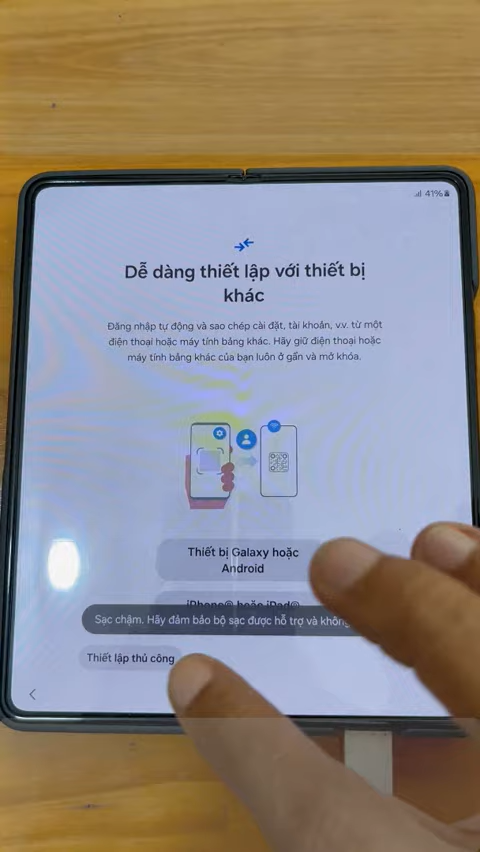 41%
Dễ dàng thiết lập với thiết bị
khác
Đăng nhập tự động và sao chép cài đặt, tài khoản, v.v. từ một
điện thoại hoặc máy tính bảng khác. Hãy giữ điện thoại hoặc
máy tính bảng khác của bạn luôn ở gần và mở khóa.
Thiết bị Galaxy hoặc
Android
iPhone® hoặc iPad®
Sạc chậm. Hãy đảm bảo bộ sạc được hỗ trợ và không
Thiết lập thủ công